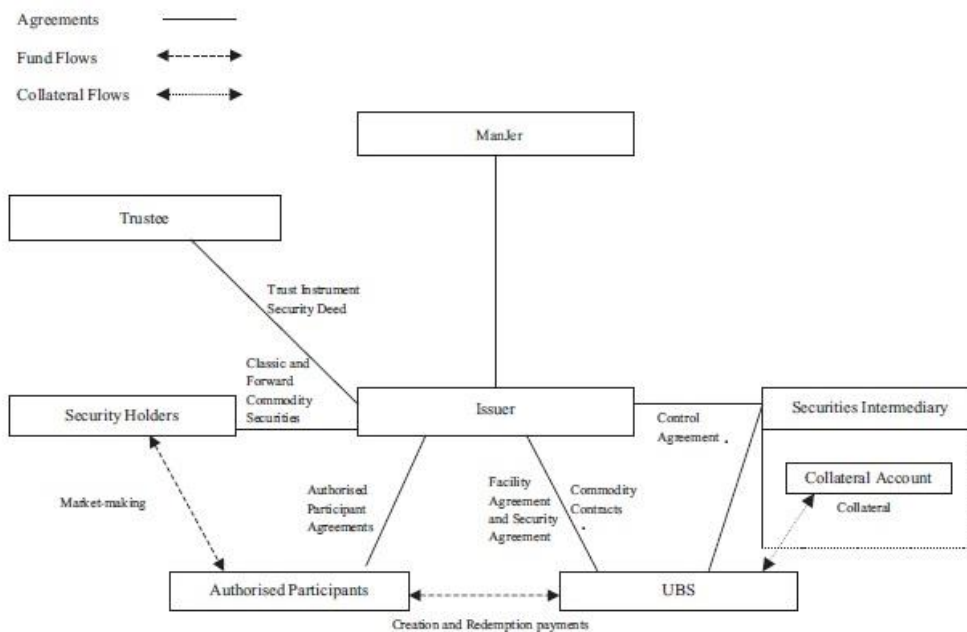 Agreements
Fund Flows
Collateral Flows
ManJer
Trustee
Trust Instrument
Security Deed
Classic and
Forward
Commodity
Securities
Security Holders
Issuer
Securities Intermediary
Control
Agreement
Collateral Account
Collateral
Market-making
Authorised
Participant
Agreements
Facility
Agreement
and Security
Agreement
Commodity
Contracts
Authorised Participants
UBS
Creation and Redemption payments